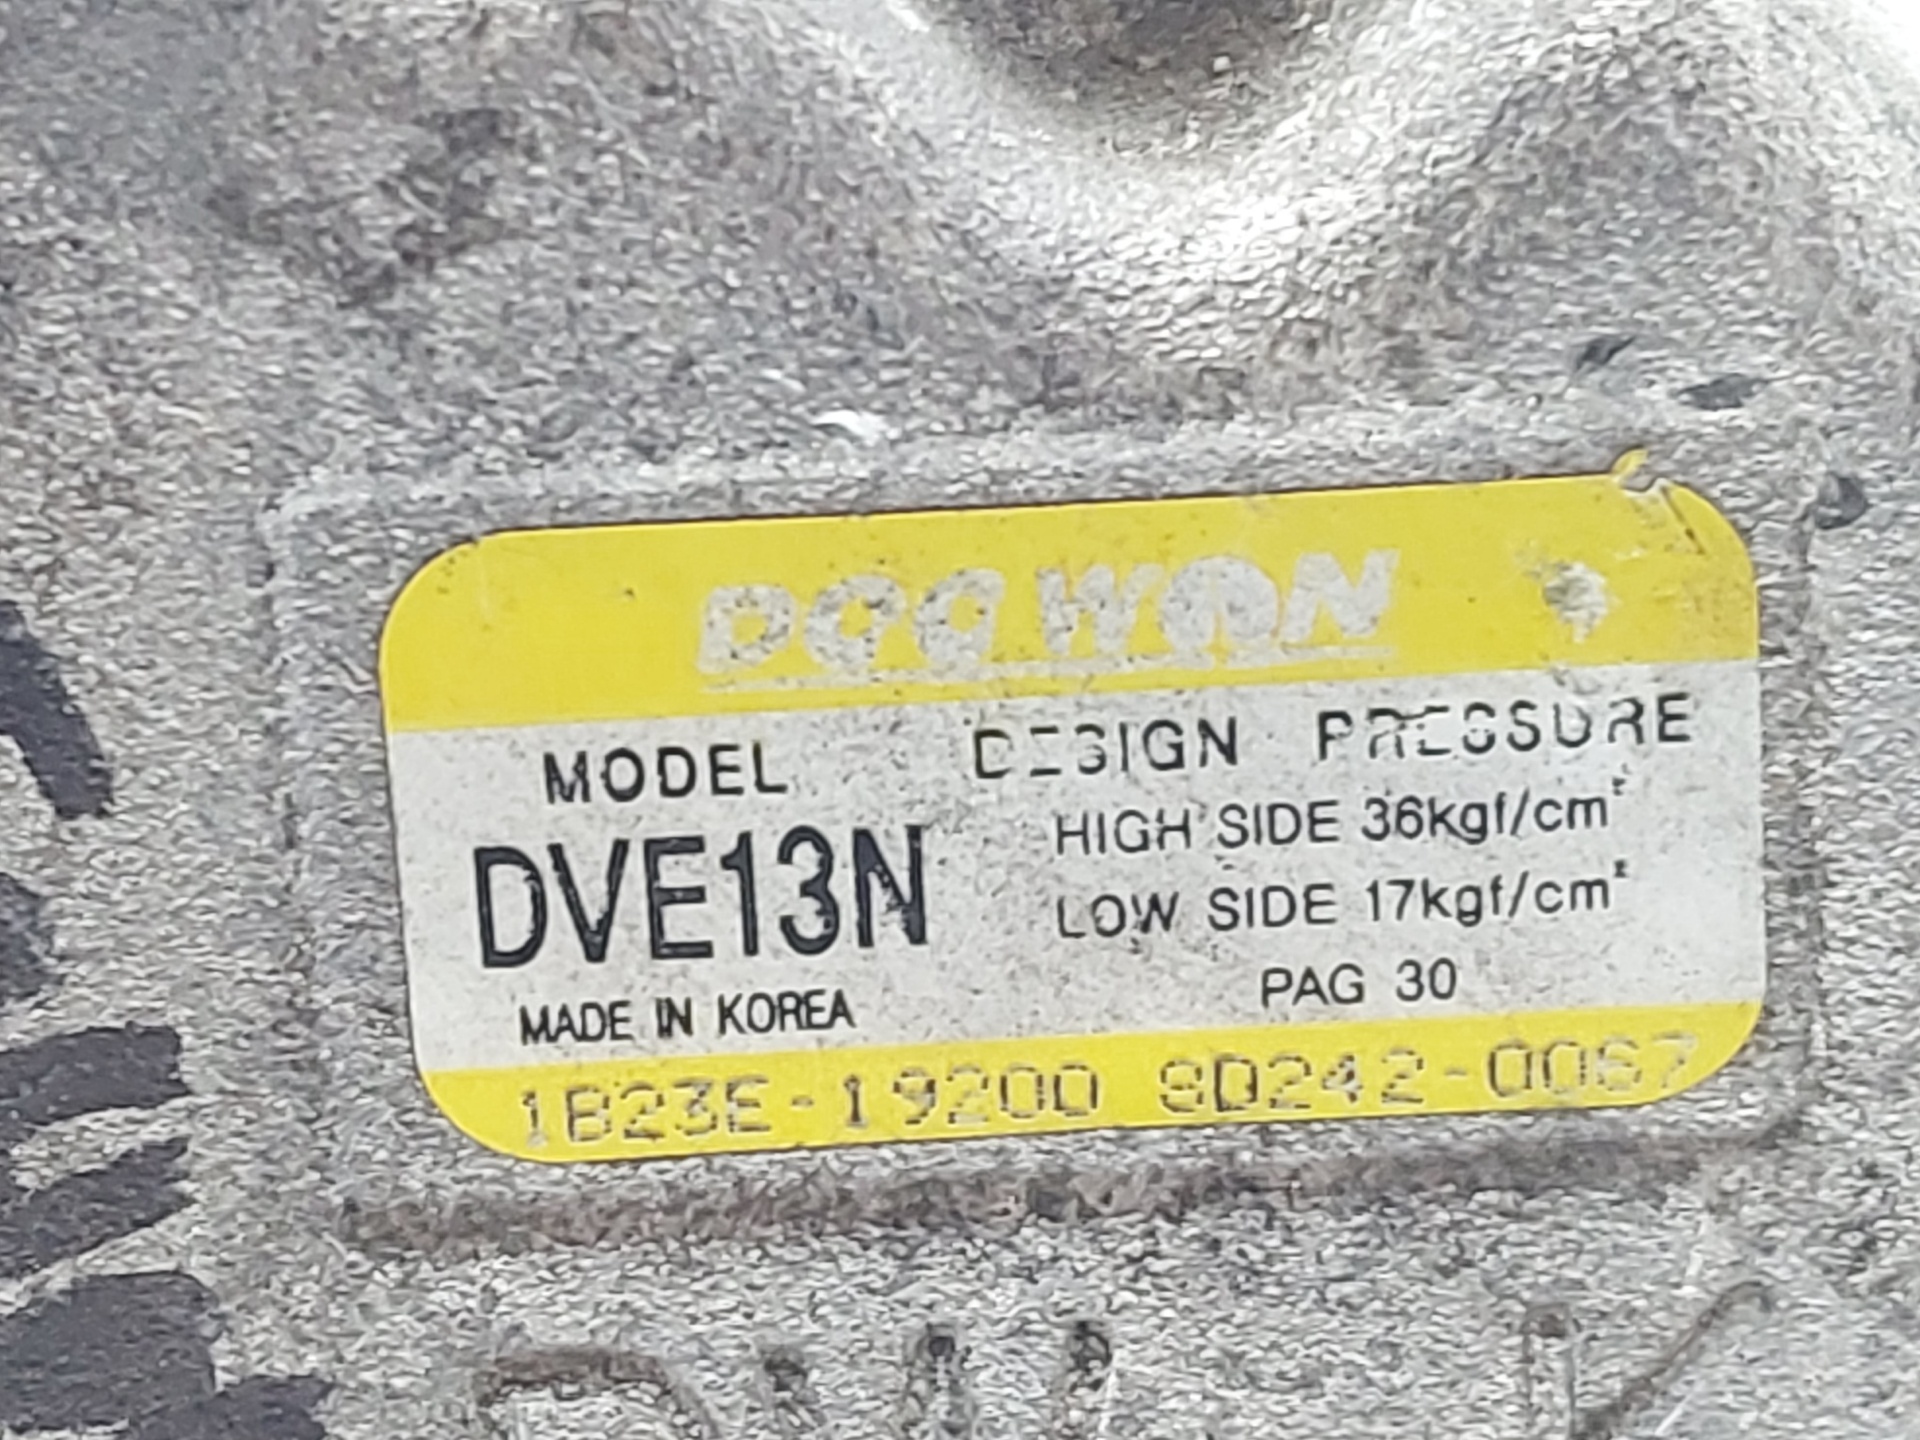 DOOWON
MODEL
DVE13N
MADE IN KOREA
DESIGN PRESSURE
HIGH SIDE 36kgf/cm²
LOW SIDE 17kgf/cm²
PAG 30
1B23E-19200 8D242-0067